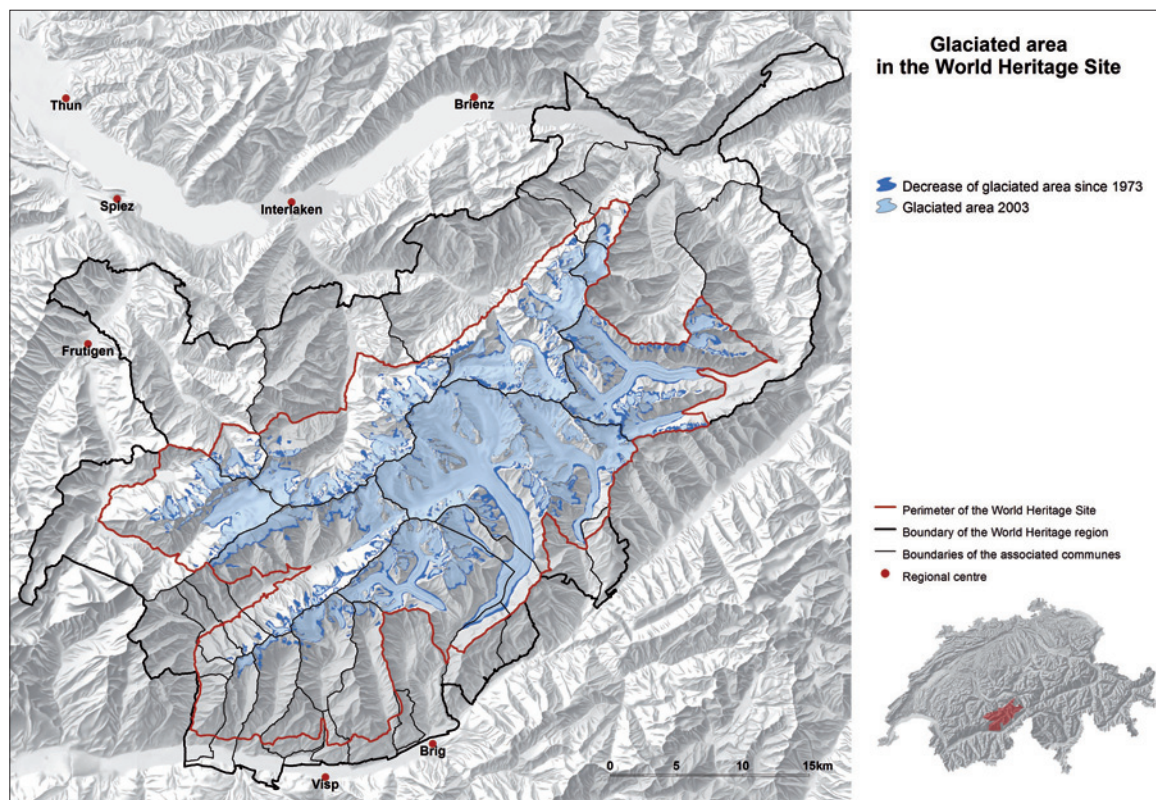 Glaciated area
in the World Heritage Site
Thun
Brienz
Spiez
Interlaken
Decrease of glaciated area since 1973
Glaciated area 2003
Frutigen
Perimeter of the World Heritage Site
Boundary of the World Heritage region
Boundaries of the associated communes
Regional centre
Brig
Visp
0 5 10 15km